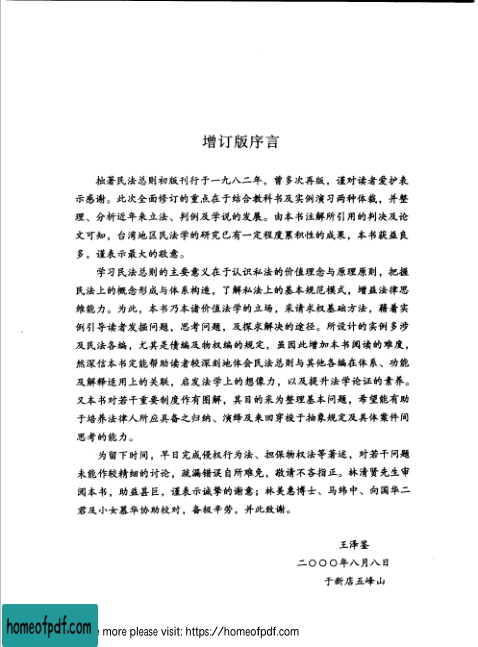 增订版序言
拙著民法总则初版刊行于一九八二年，曾多次再版，谨对读者爱护表
示感谢。此次全面修订的重点在于结合教科书及实例演习两种体裁，并整
理、分析近年来立法、判例及学说的发展。由本书注解所引用的判决及论
文可知，台湾地区民法学的研究已有一定程度累积性的成果，本书获益良
多，谨表示最大的敬意。
学习民法总则的主要意义在于认识私法的价值理念与原理原则，把握
民法上的概念形成与体系构造，了解私法上的基本规范模式，增益法律思
维能力。为此，本书乃本诸价值法学的立场，采请求权基础方法，藉着实
例引导读者发掘问题，思考问题，及探求解决的途径。所设计的实例多涉
及民法各编，尤其是债编及物权编的规定，虽因此增加本书阅读的难度，
然深信本书定能帮助读者较深刻地体会民法总则与其他各编在体系、功能
及解释适用上的关联，启发法学上的想像力，以及提升法学论证的素养。
又本书对若干重要制度作有图解，其目的采为整理基本问题，希望能有助
于培养法律人所应具备之归纳、演绎及来回穿梭于抽象规定及具体案件间
思考的能力。
为留下时间，早日完成侵权行为法、担保物权法等著述，对若干问题
未能作较精细的讨论，疏漏错误自所难免，敬请不吝指正。林清贤先生审
阅本书，助益甚巨，谨表示诚挚的谢意；林美惠博士、马纬中、向国华二
君及小女慕华协助校对，备极辛劳，并此致谢。
王泽鉴
二〇〇〇年八月八日
于新店五峰山
homeofpdf.com
e more please visit: https://homeofpdf.com